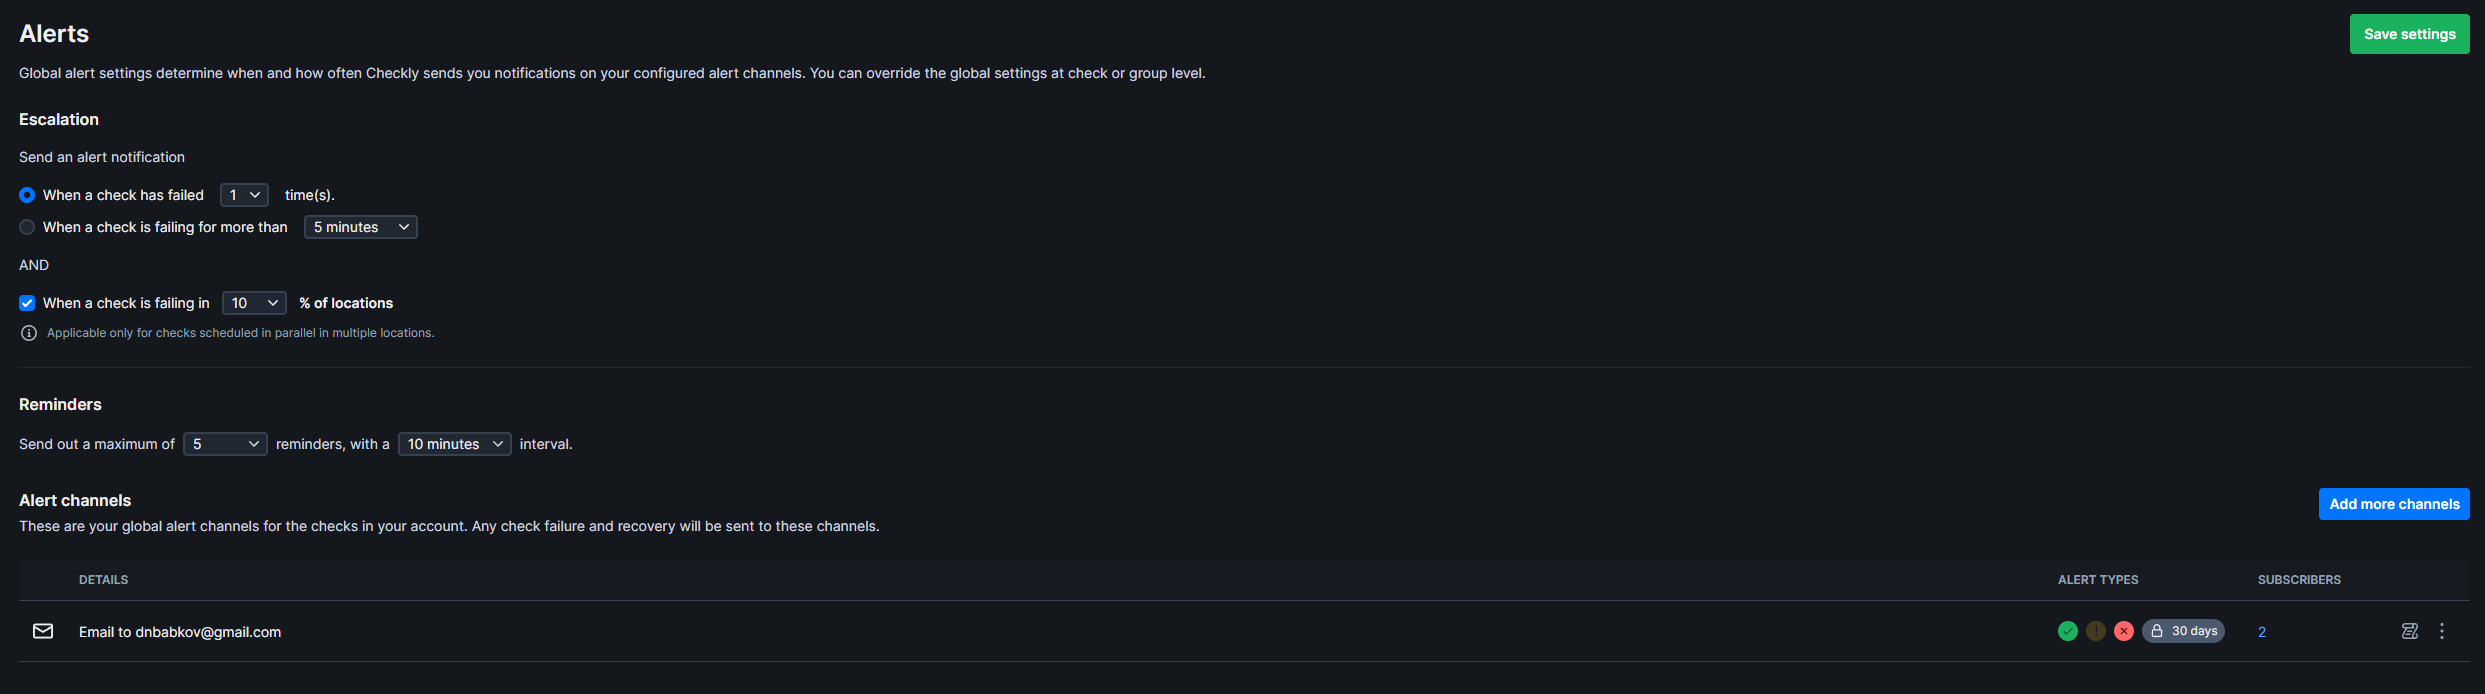 Alerts
Save settings
Global alert settings determine when and how often Checkly sends you notifications on your configured alert channels. You can override the global settings at check or group level.
Escalation
Send an alert notification
When a check has failed 1 time(s).
When a check is failing for more than 5 minutes
AND
When a check is failing in 10 % of locations
Applicable only for checks scheduled in parallel in multiple locations.
Reminders
Send out a maximum of 5 reminders, with a 10 minutes interval.
Alert channels
Add more channels
These are your global alert channels for the checks in your account. Any check failure and recovery will be sent to these channels.
DETAILS ALERT TYPES SUBSCRIBERS
Email to dnbabkov@gmail.com 30 days 2